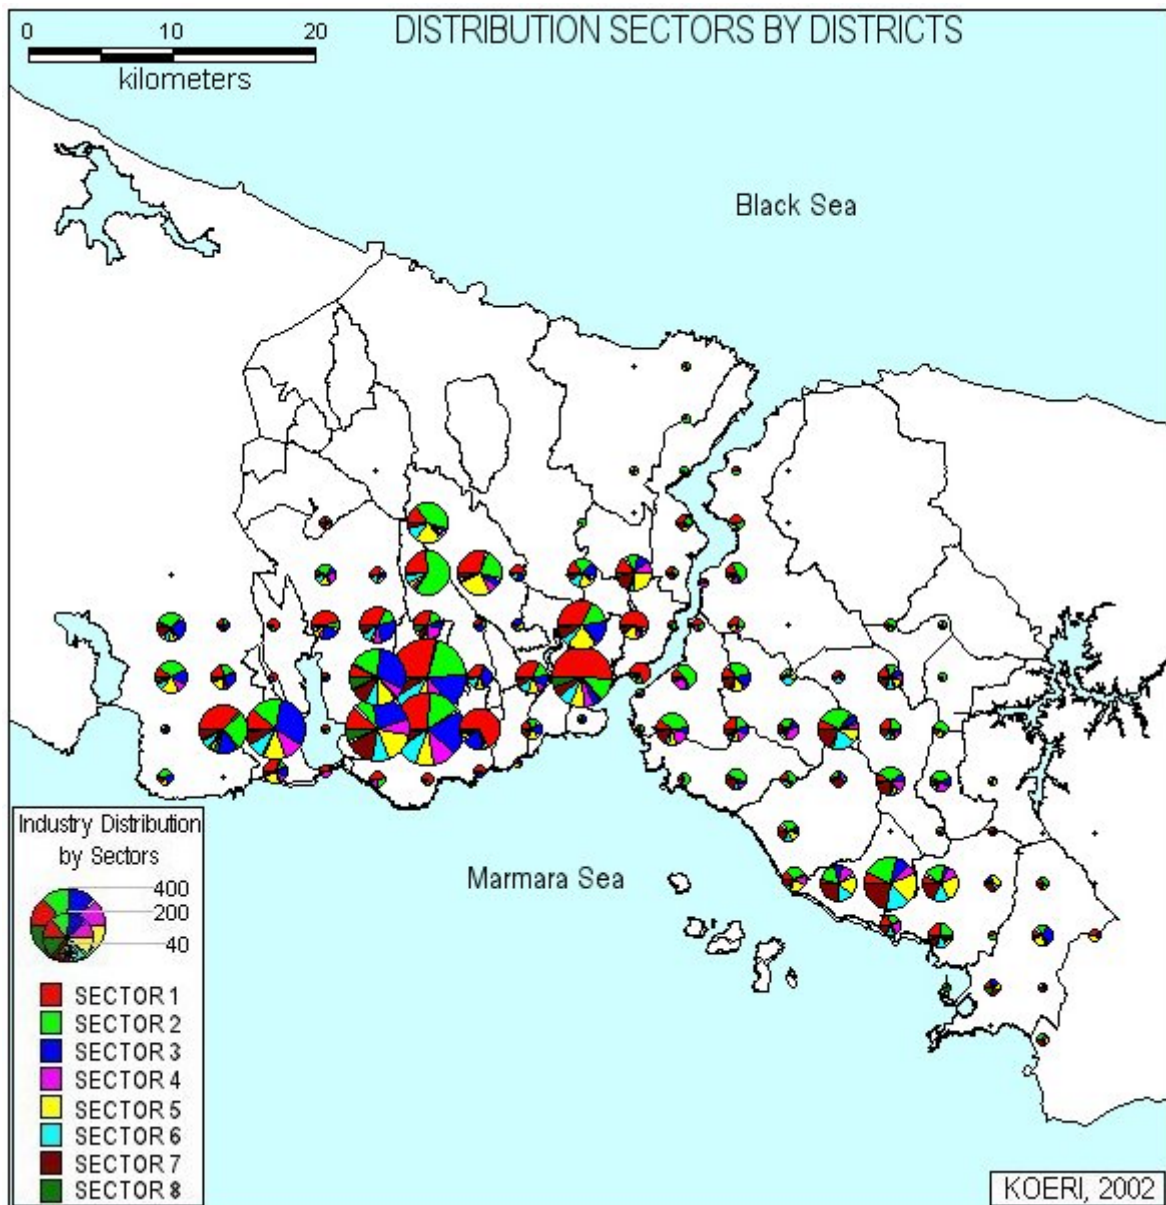 0 10 20
DISTRIBUTION SECTORS BY DISTRICTS
kilometers
Black Sea
Marmara Sea
Industry Distribution
by Sectors
400
200
40
SECTOR 1
SECTOR 2
SECTOR 3
SECTOR 4
SECTOR 5
SECTOR 6
SECTOR 7
SECTOR 8
KOERI, 2002